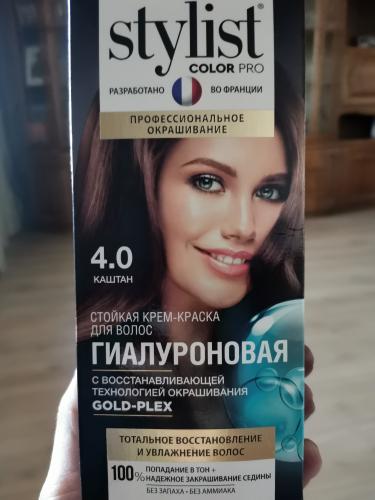 stylist®
COLOR PRO
РАЗРАБОТАНО ВО ФРАНЦИИ
ПРОФЕССИОНАЛЬНОЕ
ОКРАШИВАНИЕ
4.0
КАШТАН
СТОЙКАЯ КРЕМ-КРАСКА
ДЛЯ ВОЛОС
ГИАЛУРОНОВАЯ
С ВОССТАНАВЛИВАЮЩЕЙ
ТЕХНОЛОГИЕЙ ОКРАШИВАНИЯ
GOLD-PLEX
ТОТАЛЬНОЕ ВОССТАНОВЛЕНИЕ
И УВЛАЖНЕНИЕ ВОЛОС
100% ПОПАДАНИЕ В ТОН +
НАДЕЖНОЕ ЗАКРАШИВАНИЕ СЕДИНЫ
БЕЗ ЗАПАХА • БЕЗ АММИАКА